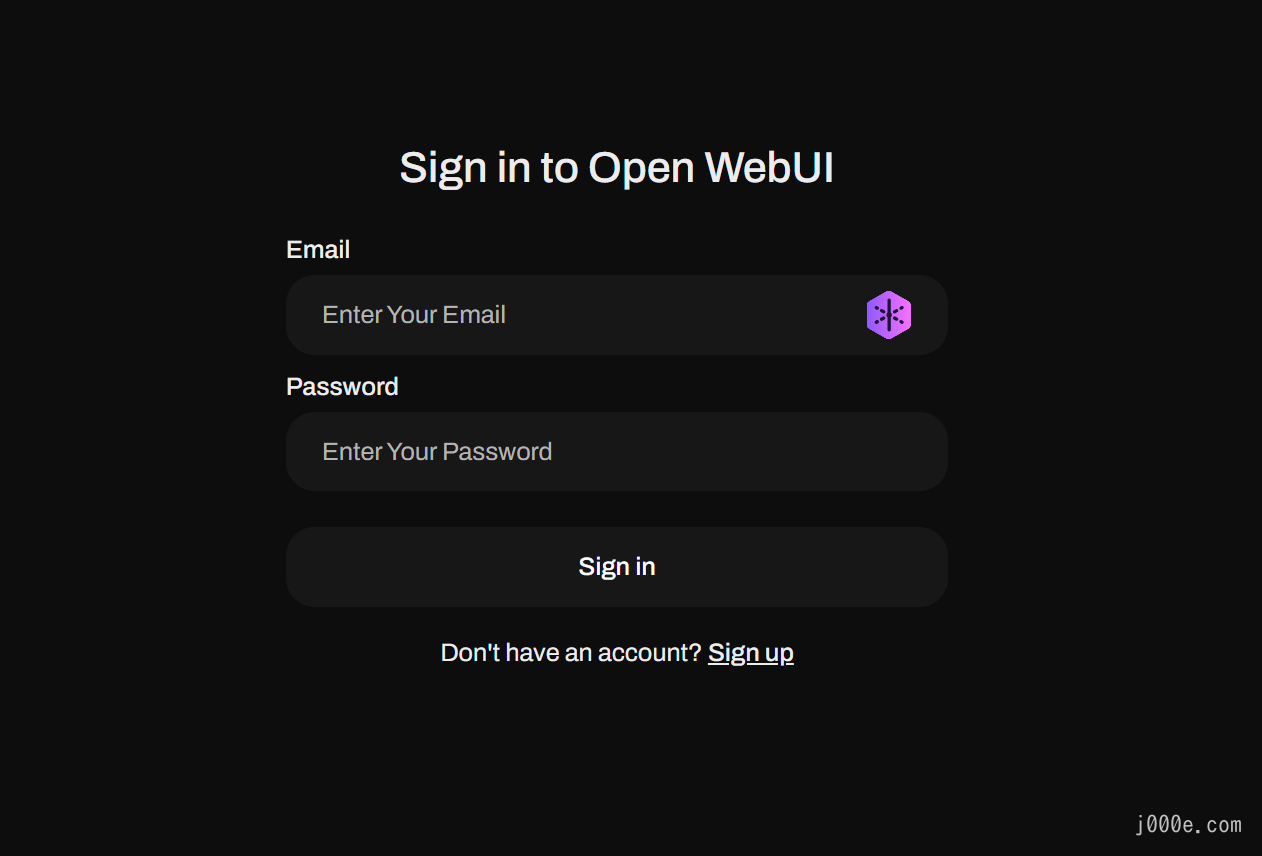 Sign in to Open WebUI
Email
Enter Your Email
Password
Enter Your Password
Sign in
Don't have an account? Sign up
j000e.com